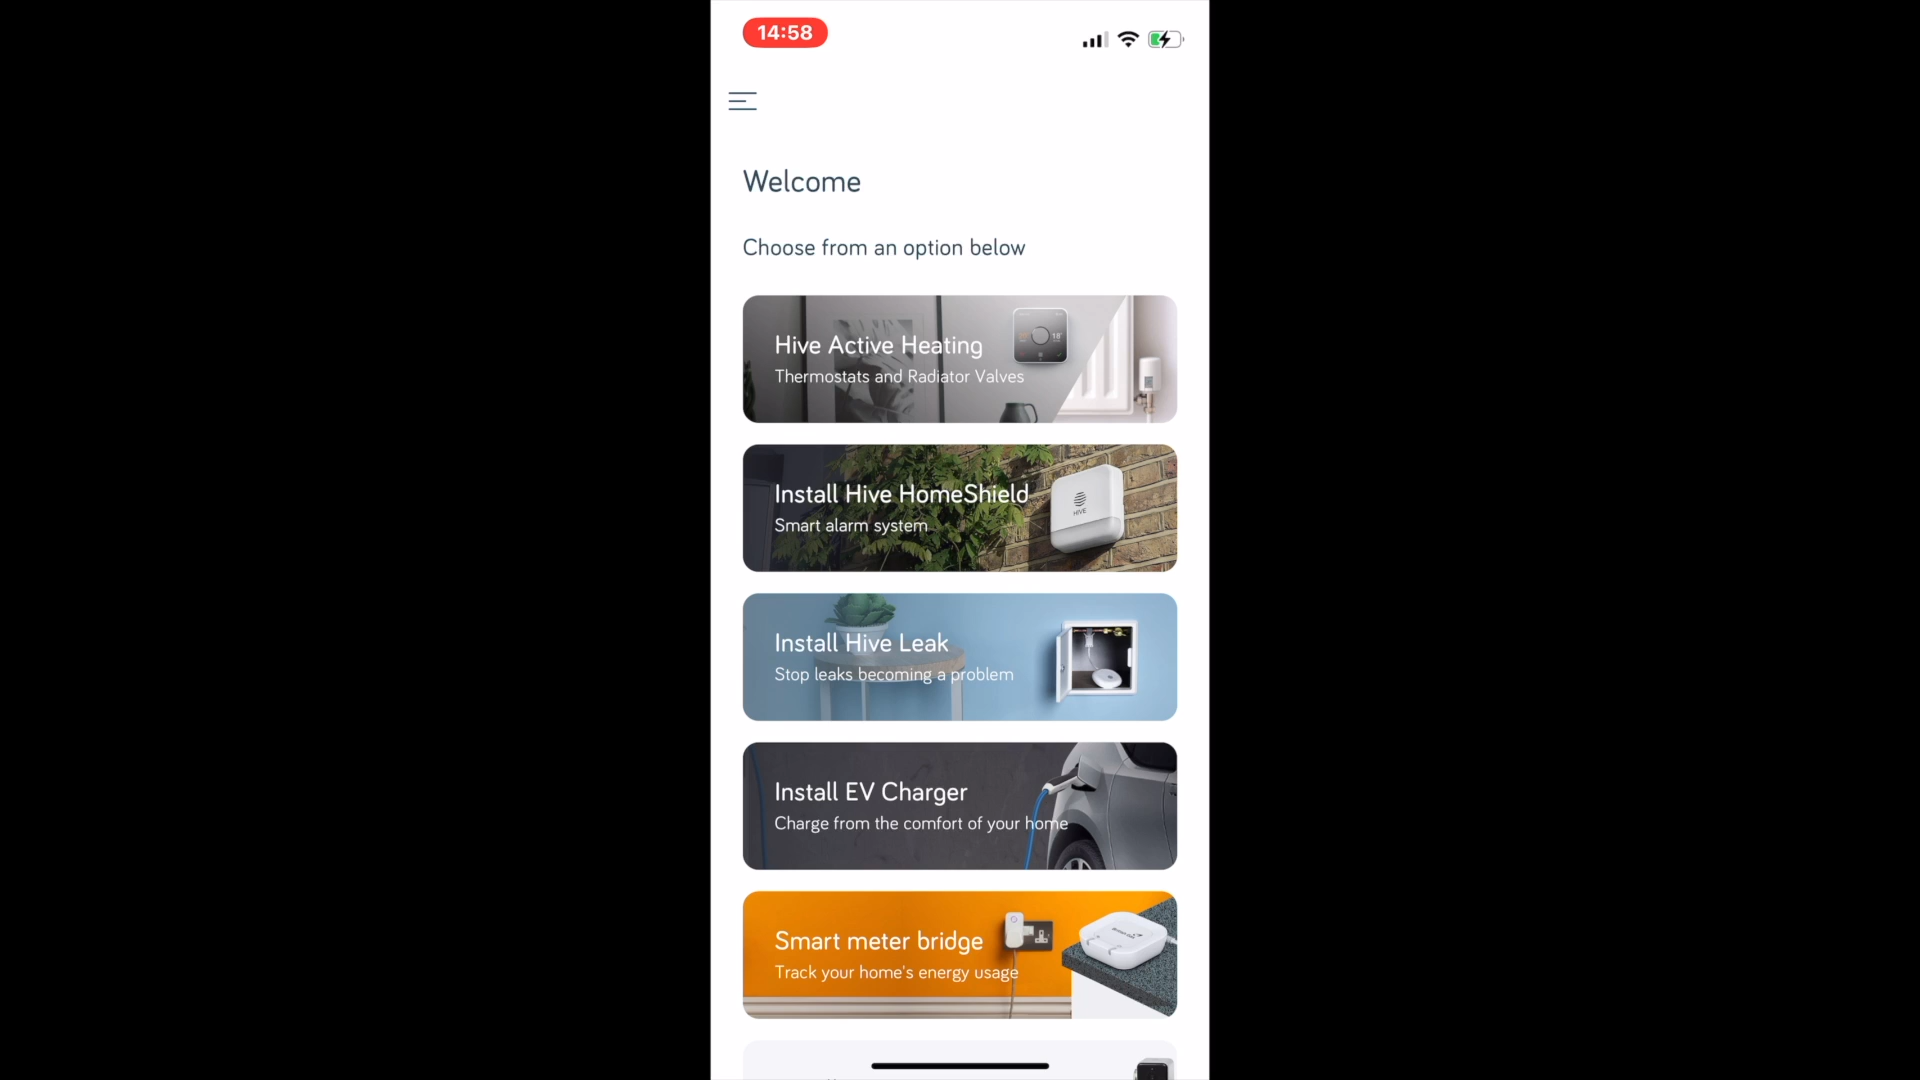 14:58
Welcome
Choose from an option below
Hive Active Heating
Thermostats and Radiator Valves
18
Install Hive HomeShield
Smart alarm system
HIVE
Install Hive Leak
Stop leaks becoming a problem
Install EV Charger
Charge from the comfort of your home
Smart meter bridge
Track your home's energy usage